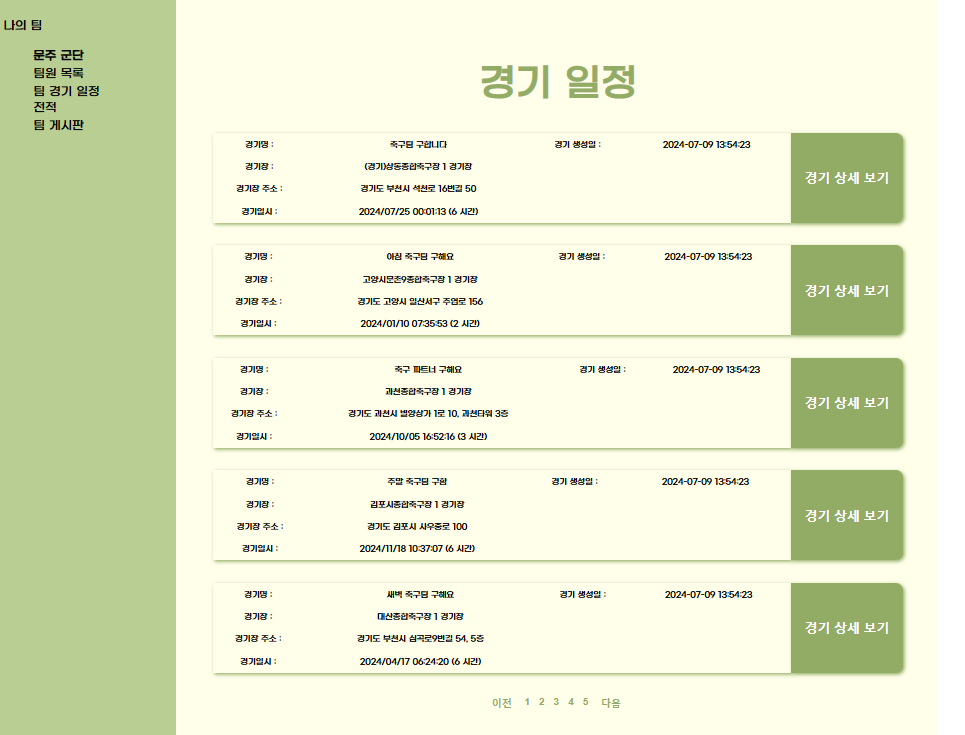 나의 팀
문주 군단
팀원 목록
팀 경기 일정
전적
팀 게시판
경기 일정
경기명 : 축구팀 구합니다 경기 생성일 : 2024-07-09 13:54:23
경기장 : (경기)상동종합축구장 1 경기장
경기장 주소 : 경기도 부천시 석천로 16번길 50
경기일시 : 2024/07/25 00:01:13 (6 시간)
경기 상세 보기
경기명 : 아침 축구팀 구해요 경기 생성일 : 2024-07-09 13:54:23
경기장 : 고양시문촌9종합축구장 1 경기장
경기장 주소 : 경기도 고양시 일산서구 주엽로 156
경기일시 : 2024/01/10 07:35:53 (2 시간)
경기 상세 보기
경기명 : 축구 파트너 구해요 경기 생성일 : 2024-07-09 13:54:23
경기장 : 과천종합축구장 1 경기장
경기장 주소 : 경기도 과천시 별양상가 1로 10, 과천타워 3층
경기일시 : 2024/10/05 16:52:16 (3 시간)
경기 상세 보기
경기명 : 주말 축구팀 구함 경기 생성일 : 2024-07-09 13:54:23
경기장 : 김포시종합축구장 1 경기장
경기장 주소 : 경기도 김포시 사우중로 100
경기일시 : 2024/11/18 10:37:07 (6 시간)
경기 상세 보기
경기명 : 새벽 축구팀 구해요 경기 생성일 : 2024-07-09 13:54:23
경기장 : 대산종합축구장 1 경기장
경기장 주소 : 경기도 부천시 심곡로9번길 54, 5층
경기일시 : 2024/04/17 06:24:20 (6 시간)
경기 상세 보기
이전 1 2 3 4 5 다음